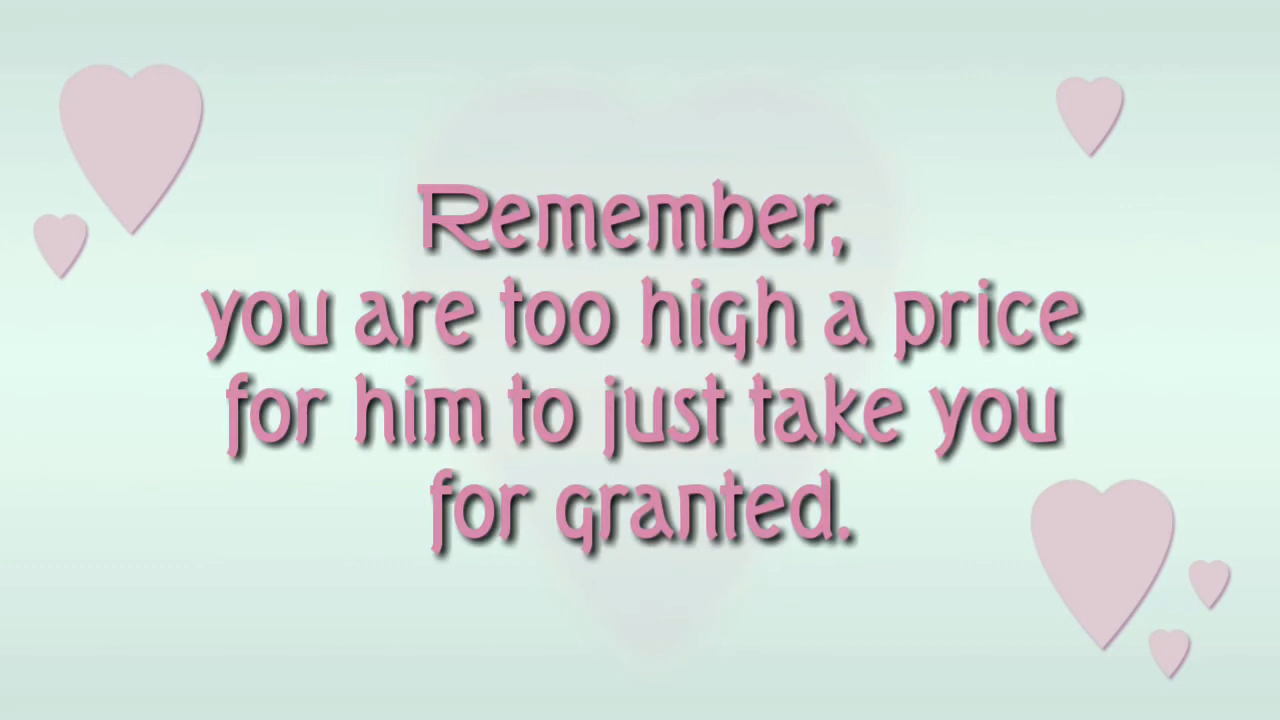 Remember,
you are too high a price
for him to just take you
for granted.